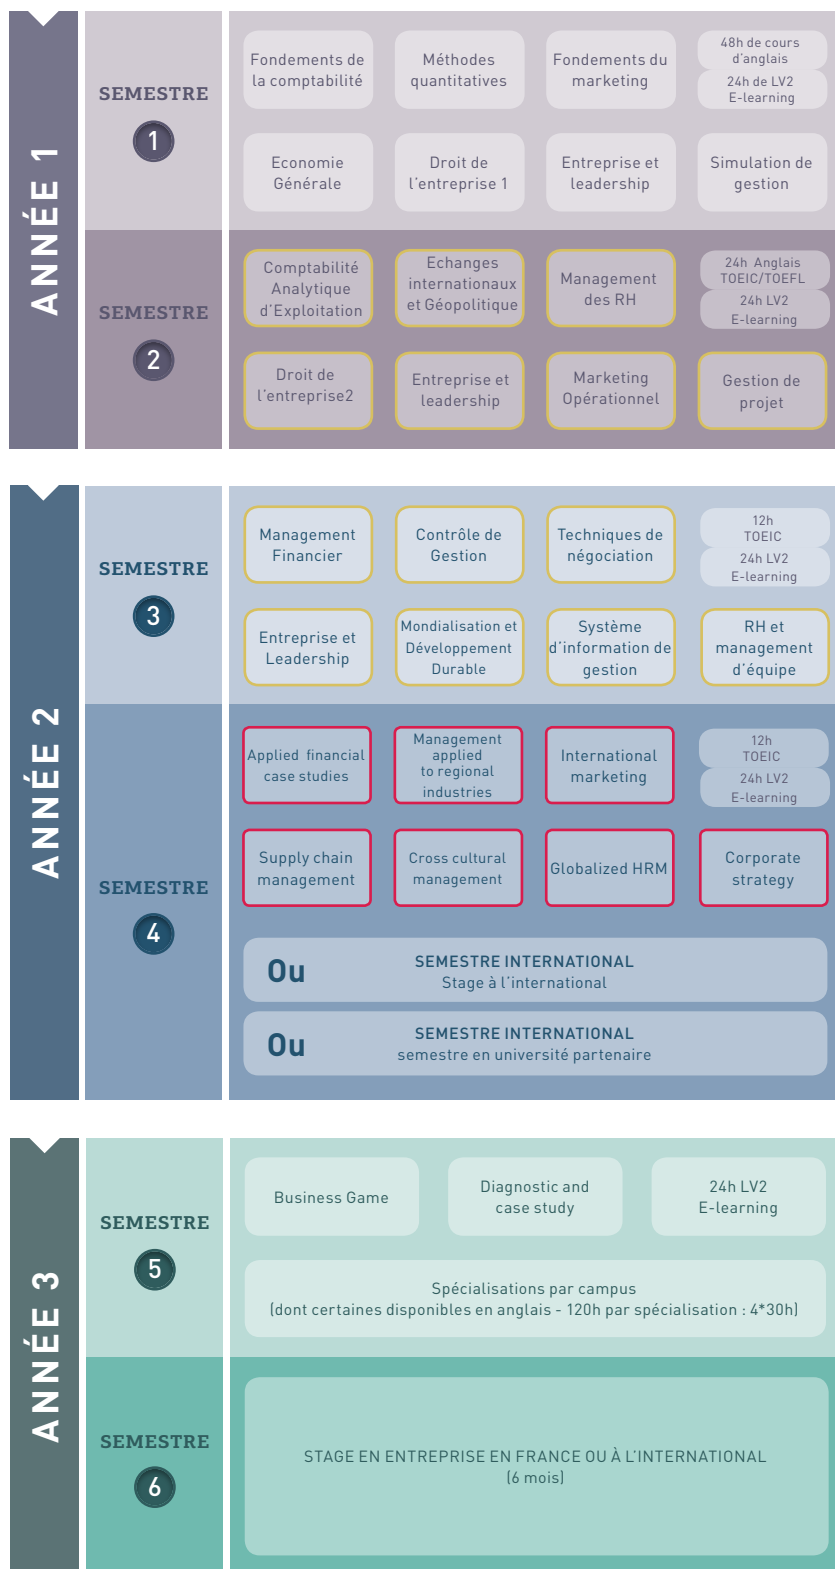 ANNÉE 1
SEMESTRE
1
Fondements de
la comptabilité
Méthodes
quantitatives
Fondements du
marketing
48h de cours
d'anglais
24h de LV2
E-learning
Economie
Générale
Droit de
l'entreprise 1
Entreprise et
leadership
Simulation de
gestion
SEMESTRE
2
Comptabilité
Analytique
d'Exploitation
Echanges
internationaux
et Géopolitique
Management
des RH
24h Anglais
TOEIC/TOEFL
24h LV2
E-learning
Droit de
l'entreprise2
Entreprise et
leadership
Marketing
Opérationnel
Gestion de
projet
ANNÉE 2
SEMESTRE
3
Management
Financier
Contrôle de
Gestion
Techniques de
négociation
12h
TOEIC
24h LV2
E-learning
Entreprise et
Leadership
Mondialisation et
Développement
Durable
Système
d'information de
gestion
RH et
management
d'équipe
SEMESTRE
4
Applied financial
case studies
Management
applied
to regional
industries
International
marketing
12h
TOEIC
24h LV2
E-learning
Supply chain
management
Cross cultural
management
Globalized HRM
Corporate
strategy
Ou
SEMESTRE INTERNATIONAL
Stage à l'international
Ou
SEMESTRE INTERNATIONAL
semestre en université partenaire
ANNÉE 3
SEMESTRE
5
Business Game
Diagnostic and
case study
24h LV2
E-learning
Spécialisations par campus
(dont certaines disponibles en anglais - 120h par spécialisation : 4*30h)
SEMESTRE
6
STAGE EN ENTREPRISE EN FRANCE OU À L'INTERNATIONAL
(6 mois)